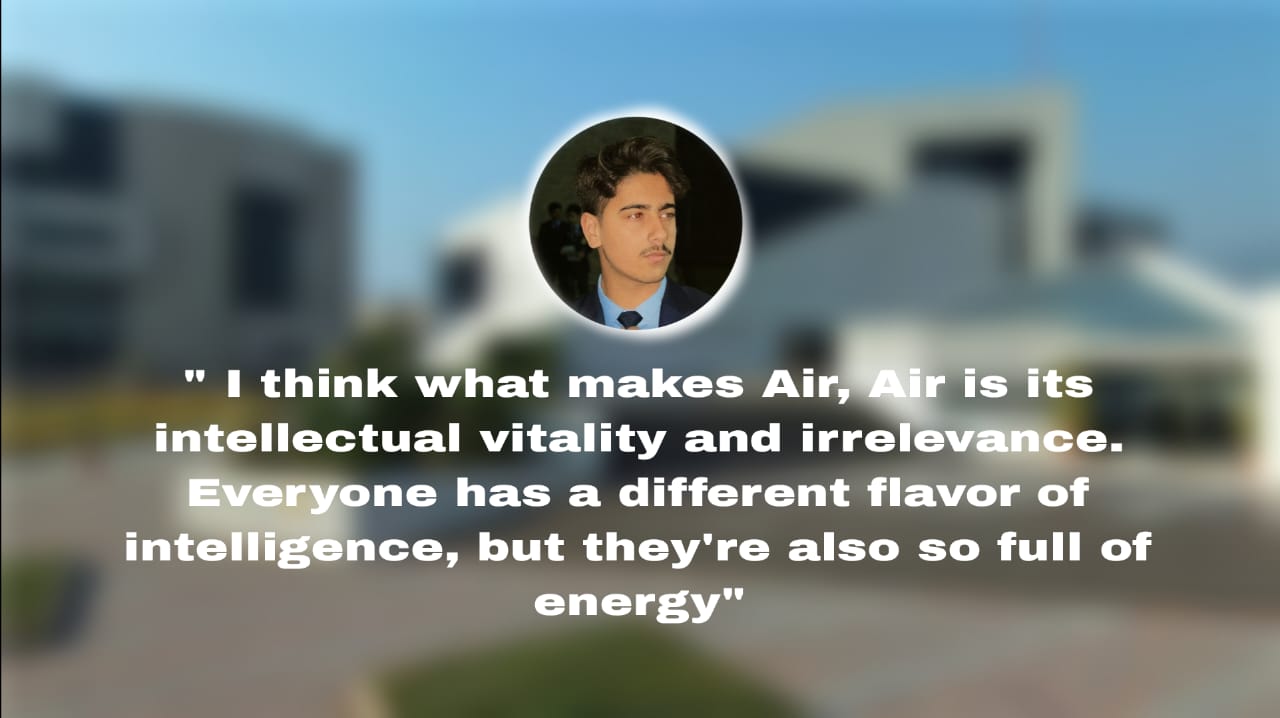 " I think what makes Air, Air is its
intellectual vitality and irrelevance.
Everyone has a different flavor of
intelligence, but they're also so full of
energy"